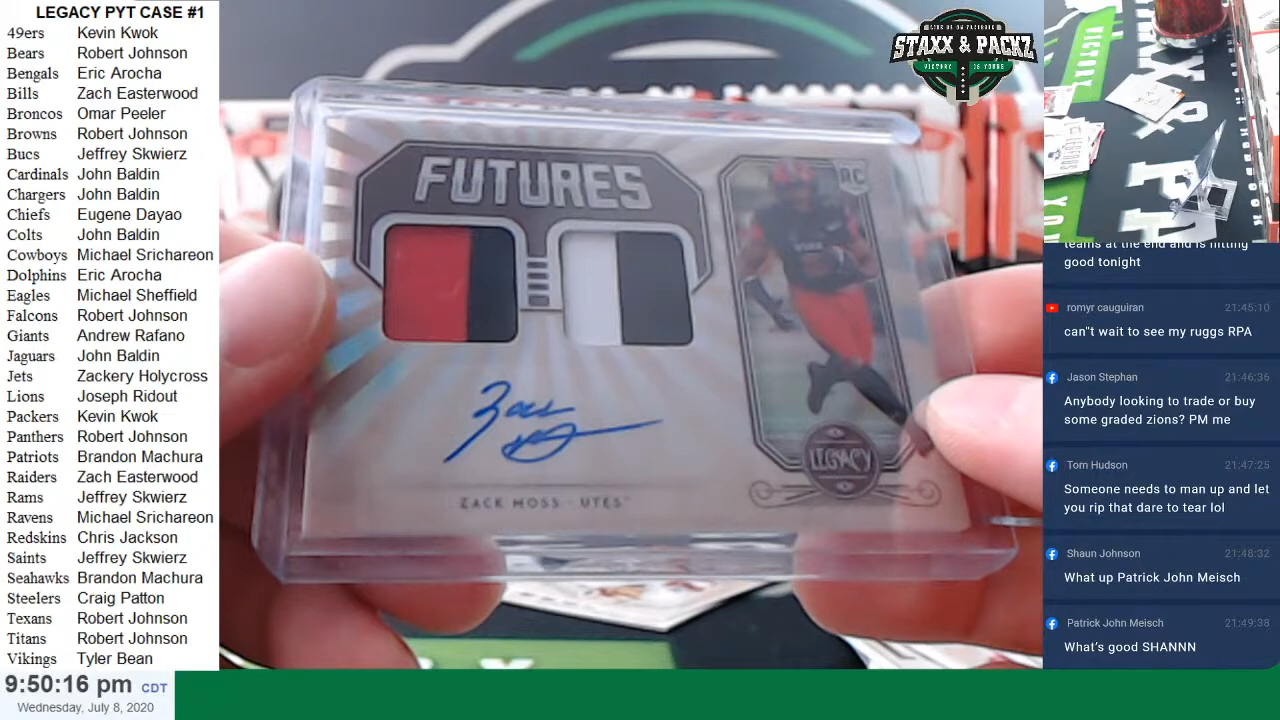 LEGACY PYT CASE #1
49ers Kevin Kwok
Bears Robert Johnson
Bengals Eric Arocha
Bills Zach Easterwood
Broncos Omar Peeler
Browns Robert Johnson
Bucs Jeffrey Skwierz
Cardinals John Baldin
Chargers John Baldin
Chiefs Eugene Dayao
Colts John Baldin
Cowboys Michael Srichareon
Dolphins Eric Arocha
Eagles Michael Sheffield
Falcons Robert Johnson
Giants Andrew Rafano
Jaguars John Baldin
Jets Zackery Holycross
Lions Joseph Ridout
Packers Kevin Kwok
Panthers Robert Johnson
Patriots Brandon Machura
Raiders Zach Easterwood
Rams Jeffrey Skwierz
Ravens Michael Srichareon
Redskins Chris Jackson
Saints Jeffrey Skwierz
Seahawks Brandon Machura
Steelers Craig Patton
Texans Robert Johnson
Titans Robert Johnson
Vikings Tyler Bean
9:50:16 pm CDT
Wednesday, July 8, 2020
FUTURES
RC
LEGACY
ZACK MOSS - UTES
STAXX & PACKZ
VICTORY IS YOURS
VICTORY
teams at the end and is hitting
good tonight
romyr cauguiran 21:45:10
can"t wait to see my ruggs RPA
Jason Stephan 21:46:36
Anybody looking to trade or buy
some graded zions? PM me
Tom Hudson 21:47:25
Someone needs to man up and let
you rip that dare to tear lol
Shaun Johnson 21:48:32
What up Patrick John Meisch
Patrick John Meisch 21:49:38
What's good SHANNN